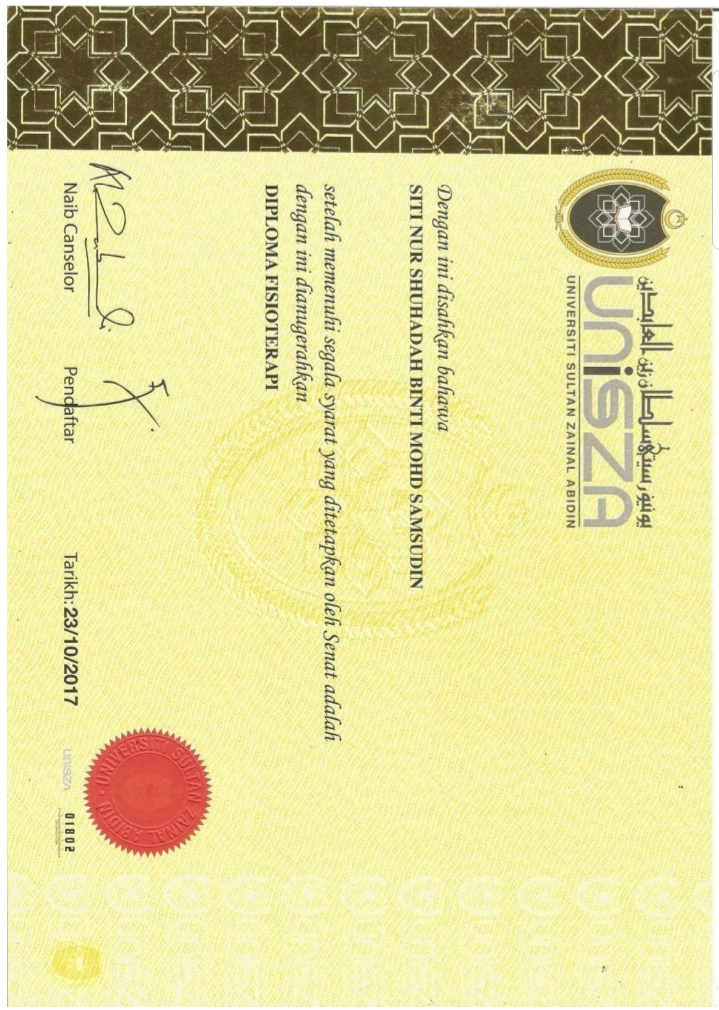 يونيۏرسيتي سلطان زين العابدين
UniSZA
UNIVERSITI SULTAN ZAINAL ABIDIN
Dengan ini disahkan bahawa
SITI NUR SHUHADAH BINTI MOHD SAMSUDIN
setelah memenuhi segala syarat yang ditetapkan oleh Senat adalah
dengan ini dianugerahkan
DIPLOMA FISIOTERAPI
Naib Canselor
Pendaftar
Tarikh: 23/10/2017
UNIVERSITI SULTAN ZAINAL ABIDIN
UniSZA
01802